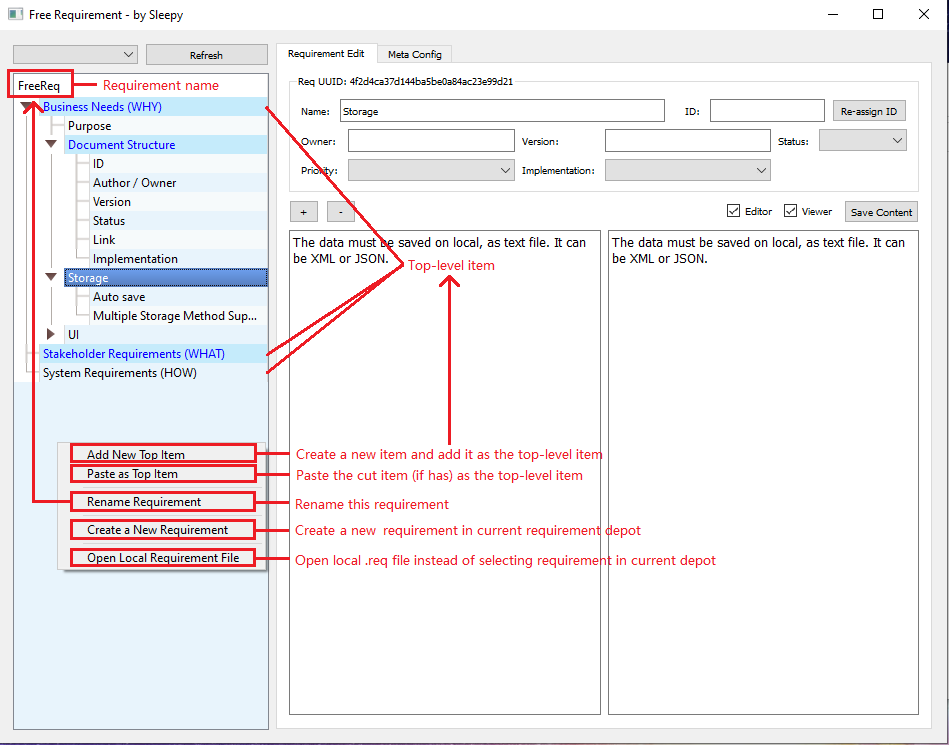 Free Requirement - by Sleepy
Refresh
Requirement Edit
Meta Config
FreeReq
Requirement name
Req UUID: 4f2d4ca37d144ba5be0a84ac23e99d21
Business Needs (WHY)
Name:
Storage
ID:
Re-assign ID
Purpose
Document Structure
Owner:
Version:
Status:
ID
Priority:
Implementation:
Author / Owner
Version
+
-
Editor
Viewer
Save Content
Status
Link
Implementation
The data must be saved on local, as text file. It can
be XML or JSON.
The data must be saved on local, as text file. It can
be XML or JSON.
Top-level item
Storage
Auto save
Multiple Storage Method Sup...
UI
Stakeholder Requirements (WHAT)
System Requirements (HOW)
Add New Top Item
Create a new item and add it as the top-level item
Paste as Top Item
Paste the cut item (if has) as the top-level item
Rename Requirement
Rename this requirement
Create a New Requirement
Create a new requirement in current requirement depot
Open Local Requirement File
Open local .req file instead of selecting requirement in current depot